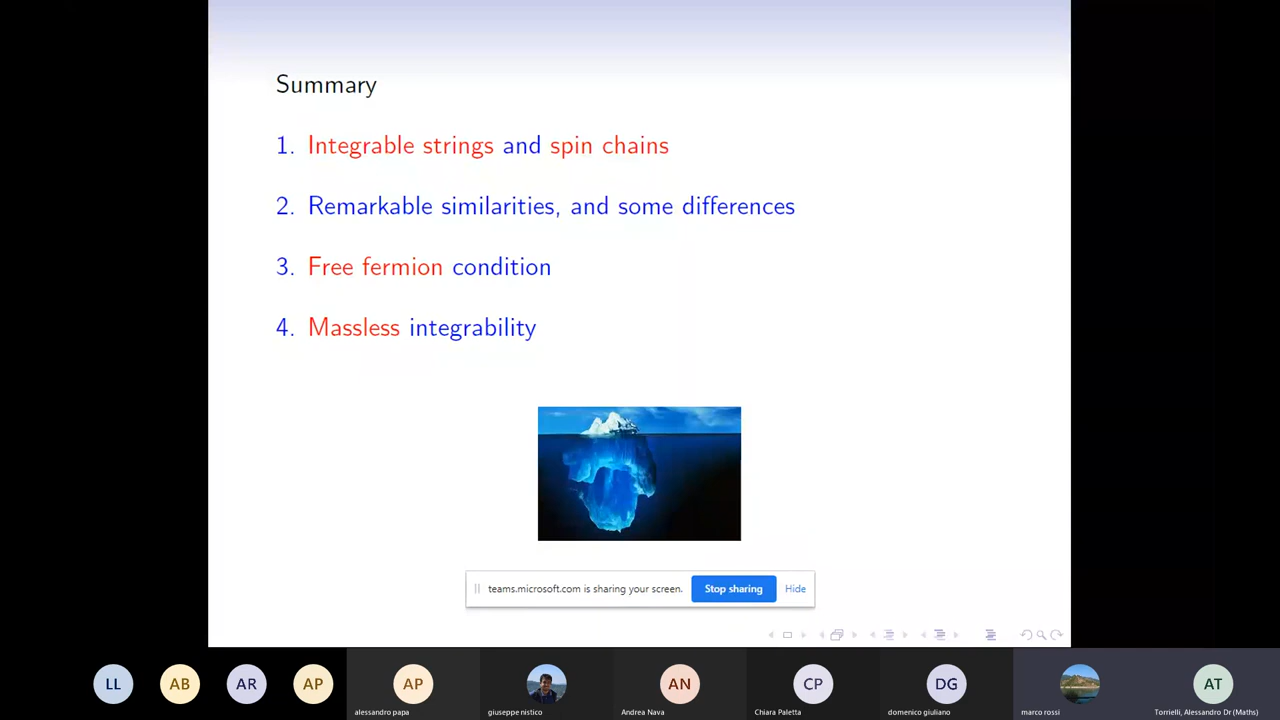 Summary
1. Integrable strings and spin chains
2. Remarkable similarities, and some differences
3. Free fermion condition
4. Massless integrability
teams.microsoft.com is sharing your screen. Stop sharing Hide
LL AB AR AP AP AN CP DG AT
alessandro papa giuseppe nistico Andrea Nava Chiara Paletta domenico giuliano marco rossi Torrielli, Alessandro Dr (Maths)